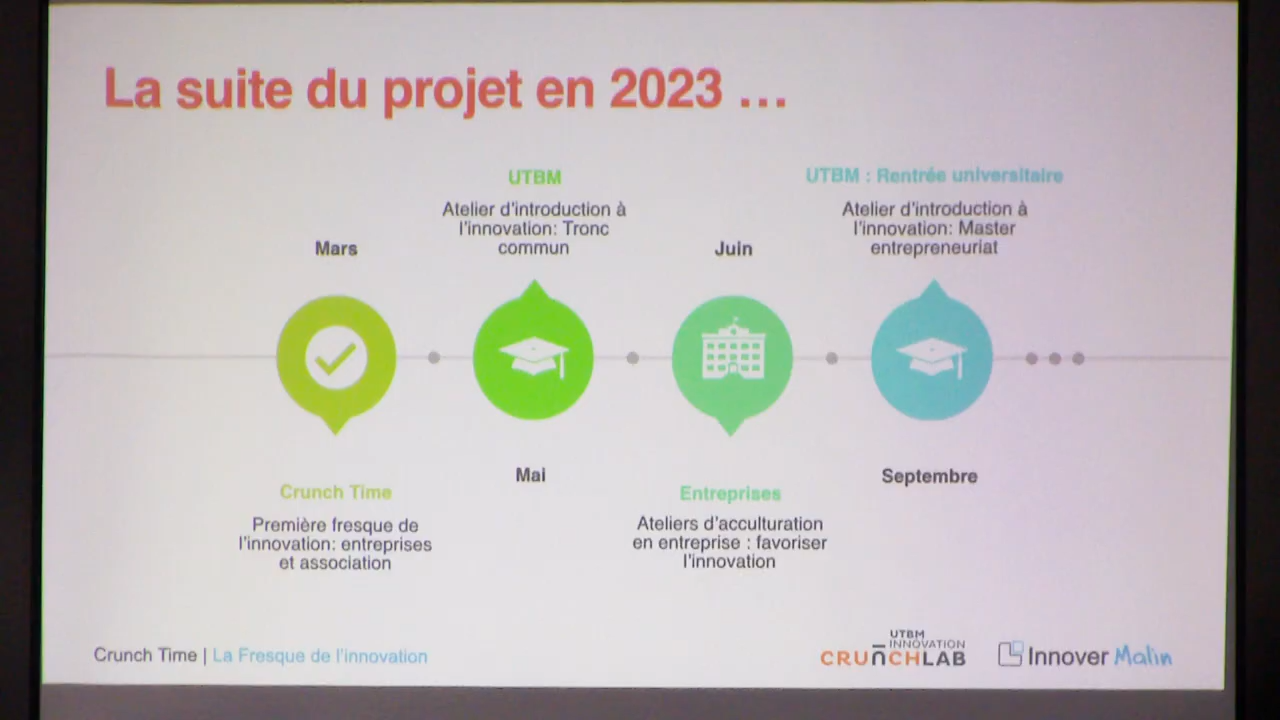 La suite du projet en 2023 ...
Mars
Crunch Time
Première fresque de
l'innovation: entreprises
et association
UTBM
Atelier d'introduction à
l'innovation: Tronc
commun
Mai
Juin
Entreprises
Ateliers d'acculturation
en entreprise : favoriser
l'innovation
UTBM : Rentrée universitaire
Atelier d'introduction à
l'innovation: Master
entrepreneuriat
Septembre
Crunch Time | La Fresque de l'innovation
UTBM
INNOVATION
CRUNCHLAB
Innover Malin